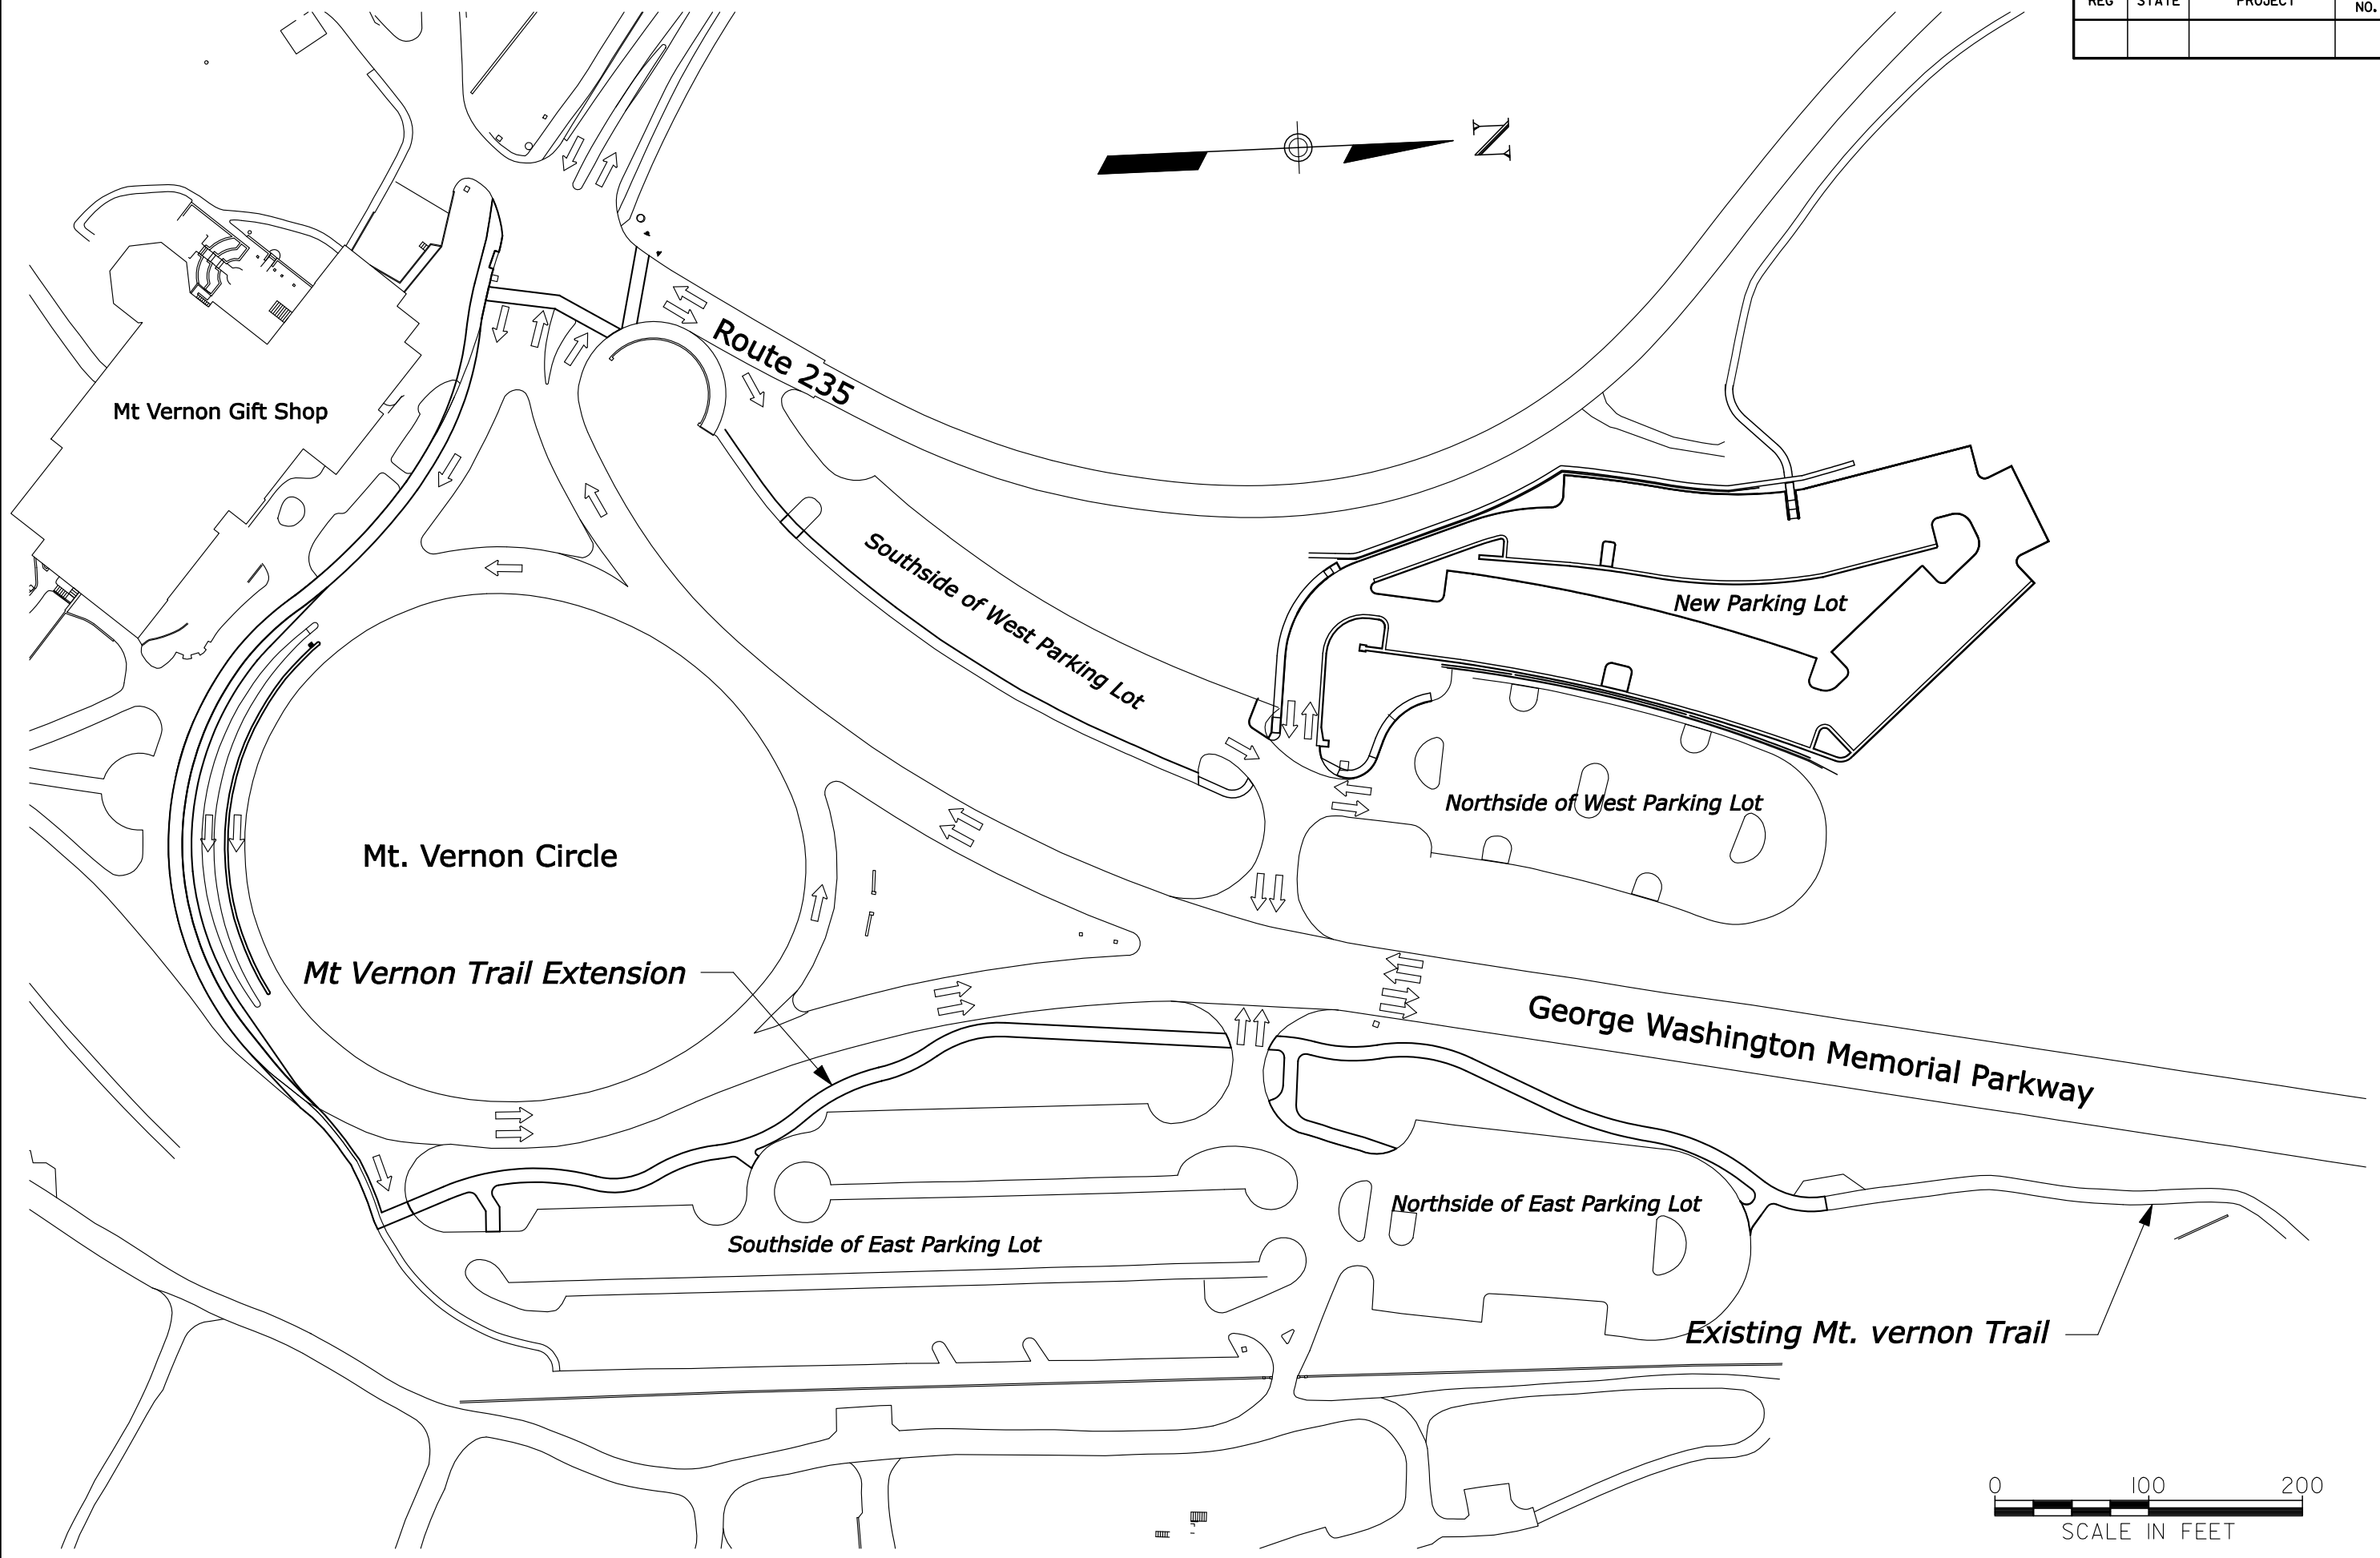 REG STATE PROJECT NO.
N
Route 235
Mt Vernon Gift Shop
Southside of West Parking Lot
New Parking Lot
Northside of West Parking Lot
Mt. Vernon Circle
Mt Vernon Trail Extension
George Washington Memorial Parkway
Northside of East Parking Lot
Southside of East Parking Lot
Existing Mt. vernon Trail
0 100 200
SCALE IN FEET